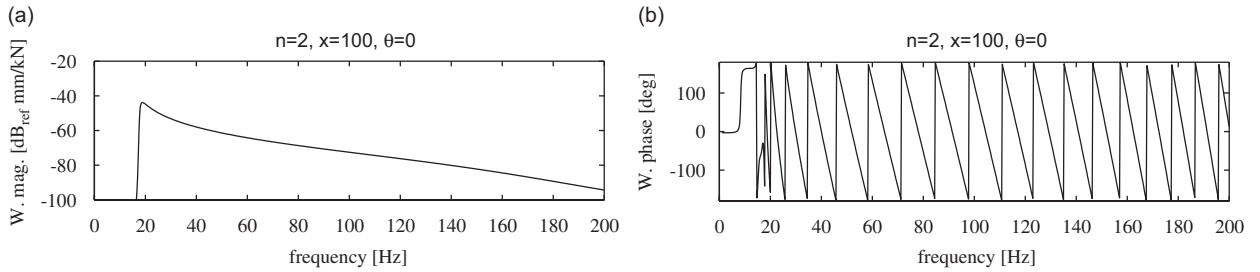 (a)
n=2, x=100, θ=0
W. mag. [dB_ref mm/kN]
-20
-40
-60
-80
-100
0 20 40 60 80 100 120 140 160 180 200
frequency [Hz]
(b)
n=2, x=100, θ=0
W. phase [deg]
100
0
-100
0 20 40 60 80 100 120 140 160 180 200
frequency [Hz]